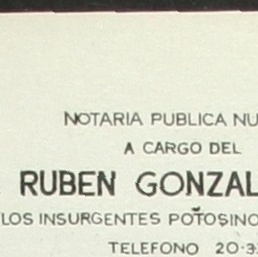 NOTARIA PUBLICA NU
A CARGO DEL
RUBEN GONZAL
LOS INSURGENTES POTOSINO
TELEFONO 20-3